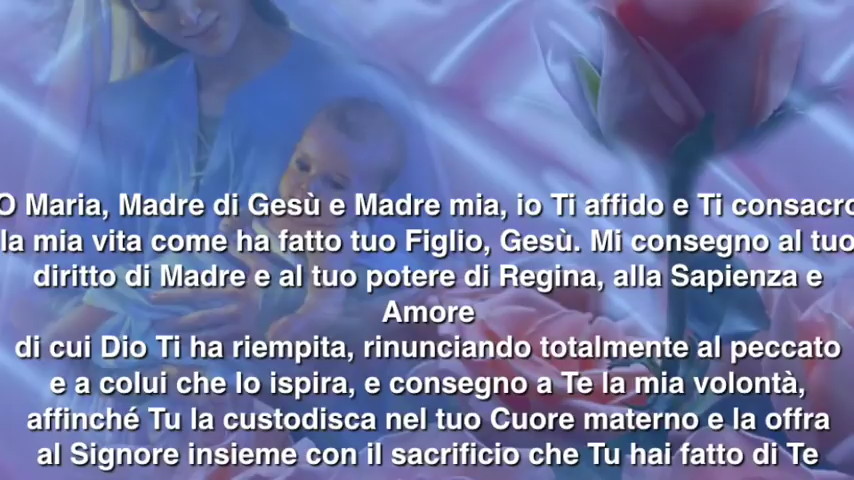 O Maria, Madre di Gesù e Madre mia, io Ti affido e Ti consacro
la mia vita come ha fatto tuo Figlio, Gesù. Mi consegno al tuo
diritto di Madre e al tuo potere di Regina, alla Sapienza e
Amore
di cui Dio Ti ha riempita, rinunciando totalmente al peccato
e a colui che lo ispira, e consegno a Te la mia volontà,
affinché Tu la custodisca nel tuo Cuore materno e la offra
al Signore insieme con il sacrificio che Tu hai fatto di Te